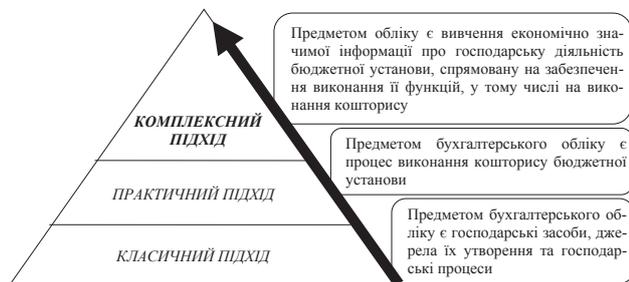 Предметом обліку є вивчення економічно зна-
чимої інформації про господарську діяльність
бюджетної установи, спрямовану на забезпечен-
ня виконання її функцій, у тому числі на вико-
нання кошторису
КОМПЛЕКСНИЙ
ПІДХІД
Предметом бухгалтерського обліку є
процес виконання кошторису бюджетної
установи
ПРАКТИЧНИЙ ПІДХІД
Предметом бухгалтерського об-
ліку є господарські засоби, дже-
рела їх утворення та господар-
ські процеси
КЛАСИЧНИЙ ПІДХІД